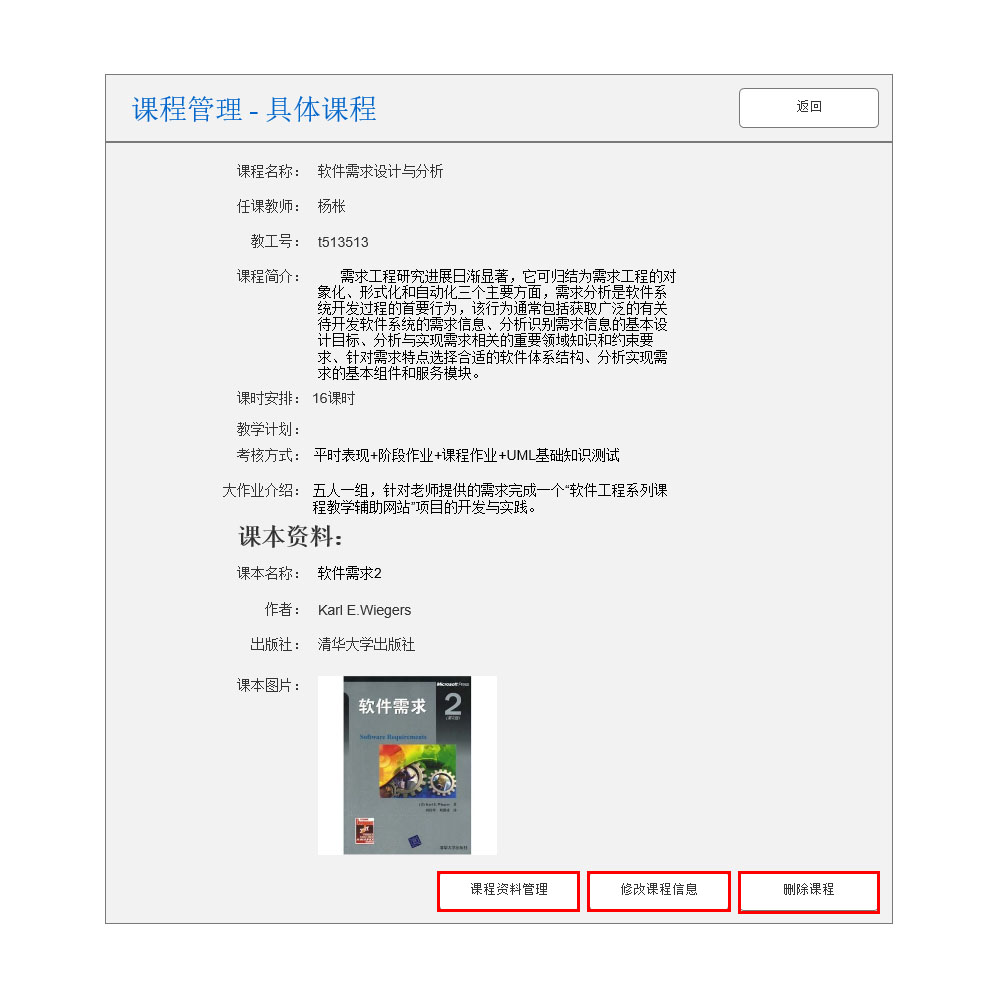 课程管理 - 具体课程
返回
课程名称： 软件需求设计与分析
任课教师： 杨枨
教工号： t513513
课程简介： 需求工程研究进展日渐显著，它可归结为需求工程的对
象化、形式化和自动化三个主要方面，需求分析是软件系
统开发过程的首要行为，该行为通常包括获取广泛的有关
待开发软件系统的需求信息、分析识别需求信息的基本设
计目标、分析与实现需求相关的重要领域知识和约束要
求、针对需求特点选择合适的软件体系结构、分析实现需
求的基本组件和服务模块。
课时安排： 16课时
教学计划：
考核方式： 平时表现+阶段作业+课程作业+UML基础知识测试
大作业介绍： 五人一组，针对老师提供的需求完成一个“软件工程系列课
程教学辅助网站”项目的开发与实践。
课本资料：
课本名称： 软件需求2
作者： Karl E.Wiegers
出版社： 清华大学出版社
课本图片：
Microsoft Press
软件需求 2
Software Requirements
清华大学出版社
课程资料管理 修改课程信息 删除课程